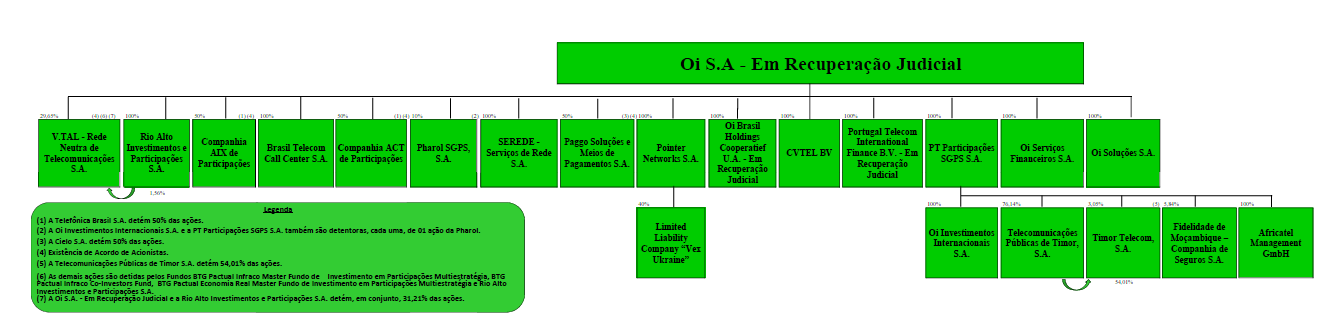 Oi S.A - Em Recuperação Judicial
29,63% (4) (6) (7)
V.TAL - Rede
Neutra de
Telecomunicações
S.A.
100%
Rio Alto
Investimentos e
Participações
S.A.
50% (1) (4)
Companhia
AIX de
Participações
100%
Brasil Telecom
Call Center S.A.
50% (1) (4)
Companhia ACT
de Participações
10% (2)
Pharol SGPS,
S.A.
100%
SEREDE -
Serviços de Rede
S.A.
50% (3) (4)
Paggo Soluções e
Meios de
Pagamentos S.A.
100%
Pointer
Networks S.A.
100%
Oi Brasil
Holdings
Cooperatief
U.A. - Em
Recuperação
Judicial
100%
CVTEL BV
100%
Portugal Telecom
International
Finance B.V. - Em
Recuperação
Judicial
100%
PT Participações
SGPS S.A.
100%
Oi Serviços
Financeiros S.A.
100%
Oi Soluções S.A.
1,56%
40%
Limited
Liability
Company “Vex
Ukraine”
100%
Oi Investimentos
Internacionais
S.A.
76,14%
Telecomunicações
Públicas de Timor,
S.A.
3,05% (5)
Timor Telecom,
S.A.
5,84%
Fidelidade de
Moçambique –
Companhia de
Seguros S.A.
100%
Africatel
Management
GmbH
54,01%
Legenda
(1) A Telefônica Brasil S.A. detém 50% das ações.
(2) A Oi Investimentos Internacionais S.A. e a PT Participações SGPS S.A. também são detentoras, cada uma, de 01 ação da Pharol.
(3) A Cielo S.A. detém 50% das ações.
(4) Existência de Acordo de Acionistas.
(5) A Telecomunicações Públicas de Timor, S.A. detém 54,01% das ações.
(6) As demais ações são detidas pelos Fundos BTG Pactual Infraco Master Fundo de Investimento em Participações Multiestratégia, BTG
Pactual Infraco Co-Investors Fund, BTG Pactual Economia Real Master Fundo de Investimento em Participações Multiestratégia e Rio Alto
Investimentos e Participações S.A.
(7) A Oi S.A. - Em Recuperação Judicial e a Rio Alto Investimentos e Participações S.A. detém, em conjunto, 31,21% das ações.